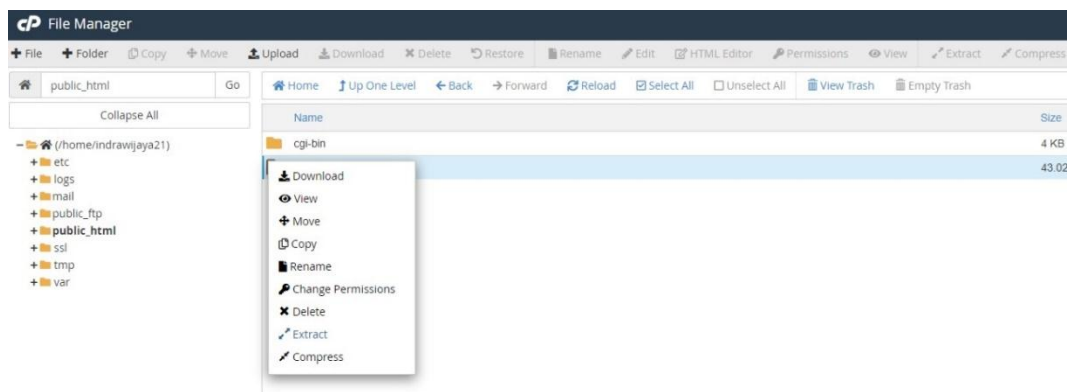 cP File Manager
+ File + Folder Copy Move Upload Download Delete Restore Rename Edit HTML Editor Permissions View Extract Compress
public_html Go Home Up One Level Back Forward Reload Select All Unselect All View Trash Empty Trash
Collapse All
Name Size
(/home/indrawijaya21)
etc
logs
mail
public_ftp
public_html
ssl
tmp
var
cgi-bin 4 KB
43.02
Download
View
Move
Copy
Rename
Change Permissions
Delete
Extract
Compress